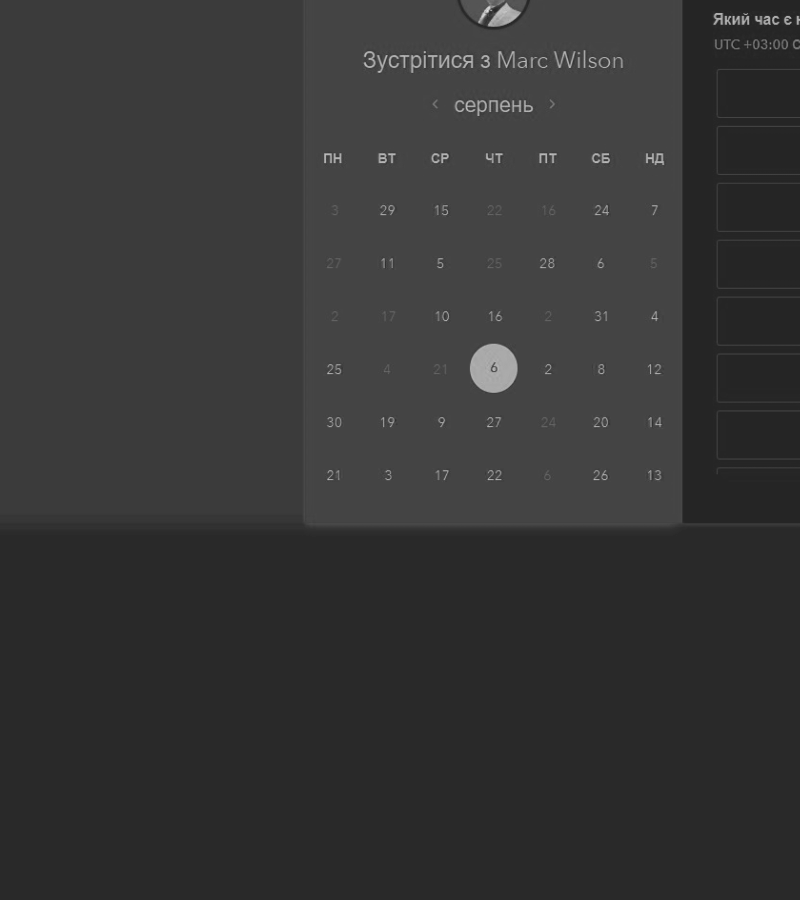 Зустрітися з Marc Wilson
‹ серпень ›
ПН ВТ СР ЧТ ПТ СБ НД
3 29 15 22 16 24 7
27 11 5 25 28 6 5
2 17 10 16 2 31 4
25 4 21 6 2 8 12
30 19 9 27 24 20 14
21 3 17 22 6 26 13
Який час є
UTC +03:00